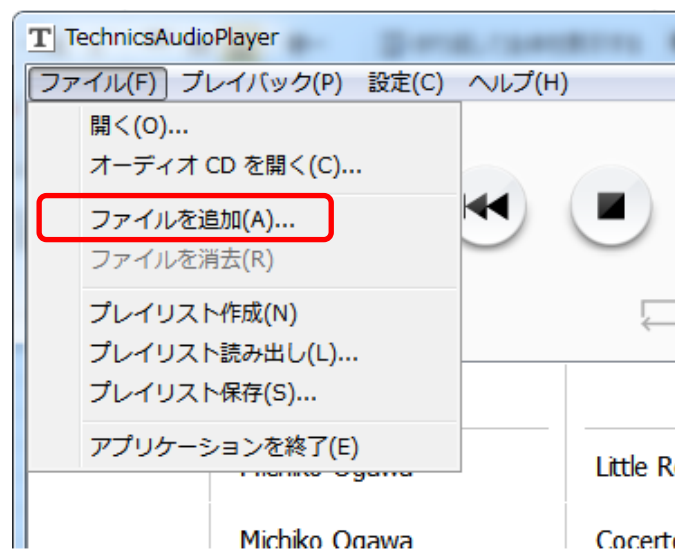 T TechnicsAudioPlayer
ファイル(F) プレイバック(P) 設定(C) ヘルプ(H)
開く(O)...
オーディオ CD を開く(C)...
ファイルを追加(A)...
ファイルを消去(R)
プレイリスト作成(N)
プレイリスト読み出し(L)...
プレイリスト保存(S)...
アプリケーションを終了(E)
Michiko Ogawa Little R
Michiko Ogawa Cocerto